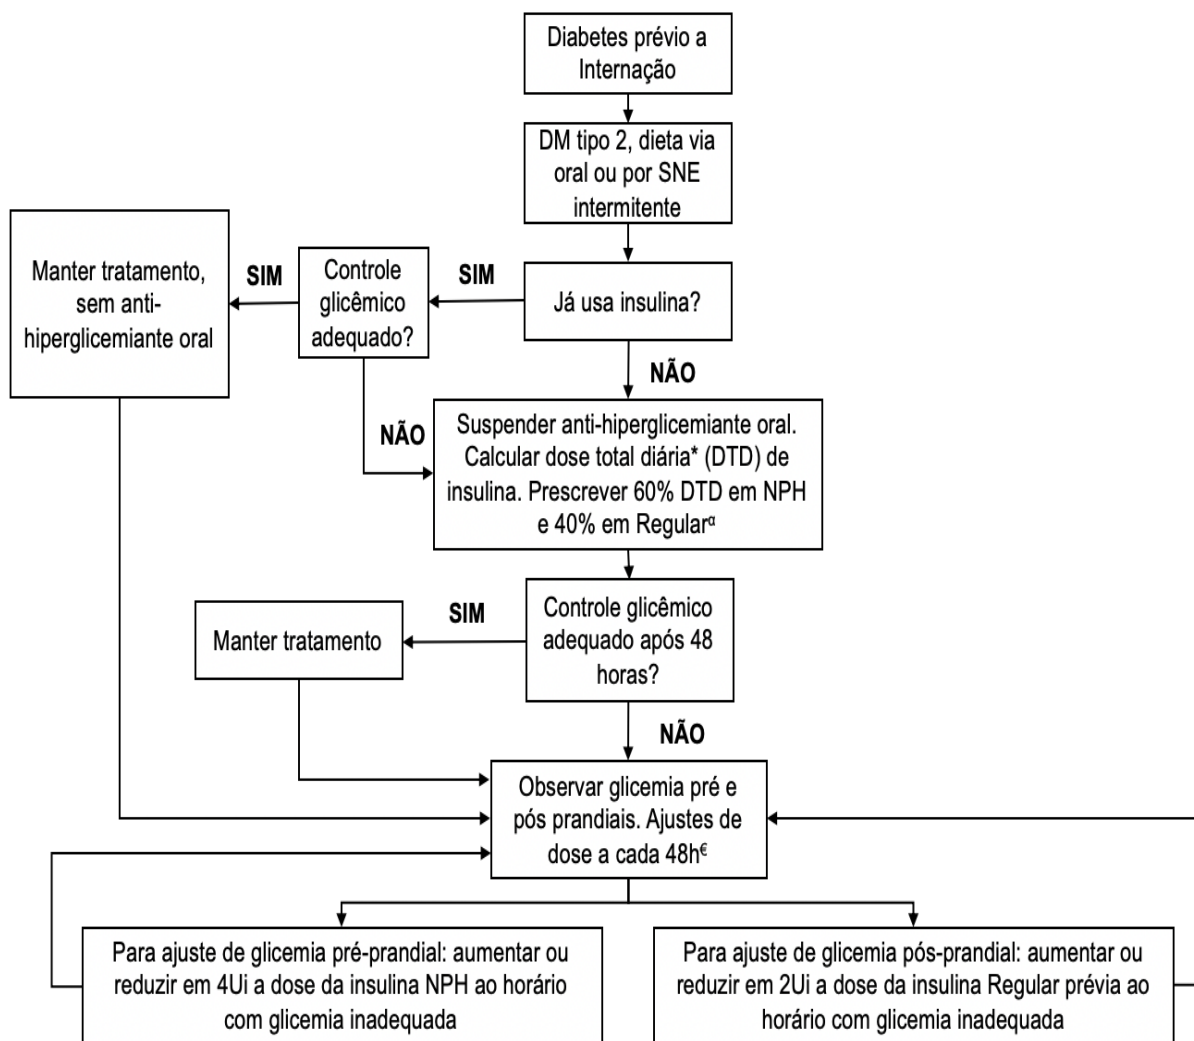 Diabetes prévio a
Internação
DM tipo 2, dieta via
oral ou por SNE
intermitente
Já usa insulina?
SIM
Controle
glicêmico
adequado?
SIM
Manter tratamento,
sem anti-
hiperglicemiante oral
NÃO
NÃO
Suspender anti-hiperglicemiante oral.
Calcular dose total diária* (DTD) de
insulina. Prescrever 60% DTD em NPH
e 40% em Regularᵅ
Controle glicêmico
adequado após 48
horas?
SIM
Manter tratamento
NÃO
Observar glicemia pré e
pós prandiais. Ajustes de
dose a cada 48h€
Para ajuste de glicemia pré-prandial: aumentar ou
reduzir em 4Ui a dose da insulina NPH ao horário
com glicemia inadequada
Para ajuste de glicemia pós-prandial: aumentar ou
reduzir em 2Ui a dose da insulina Regular prévia ao
horário com glicemia inadequada